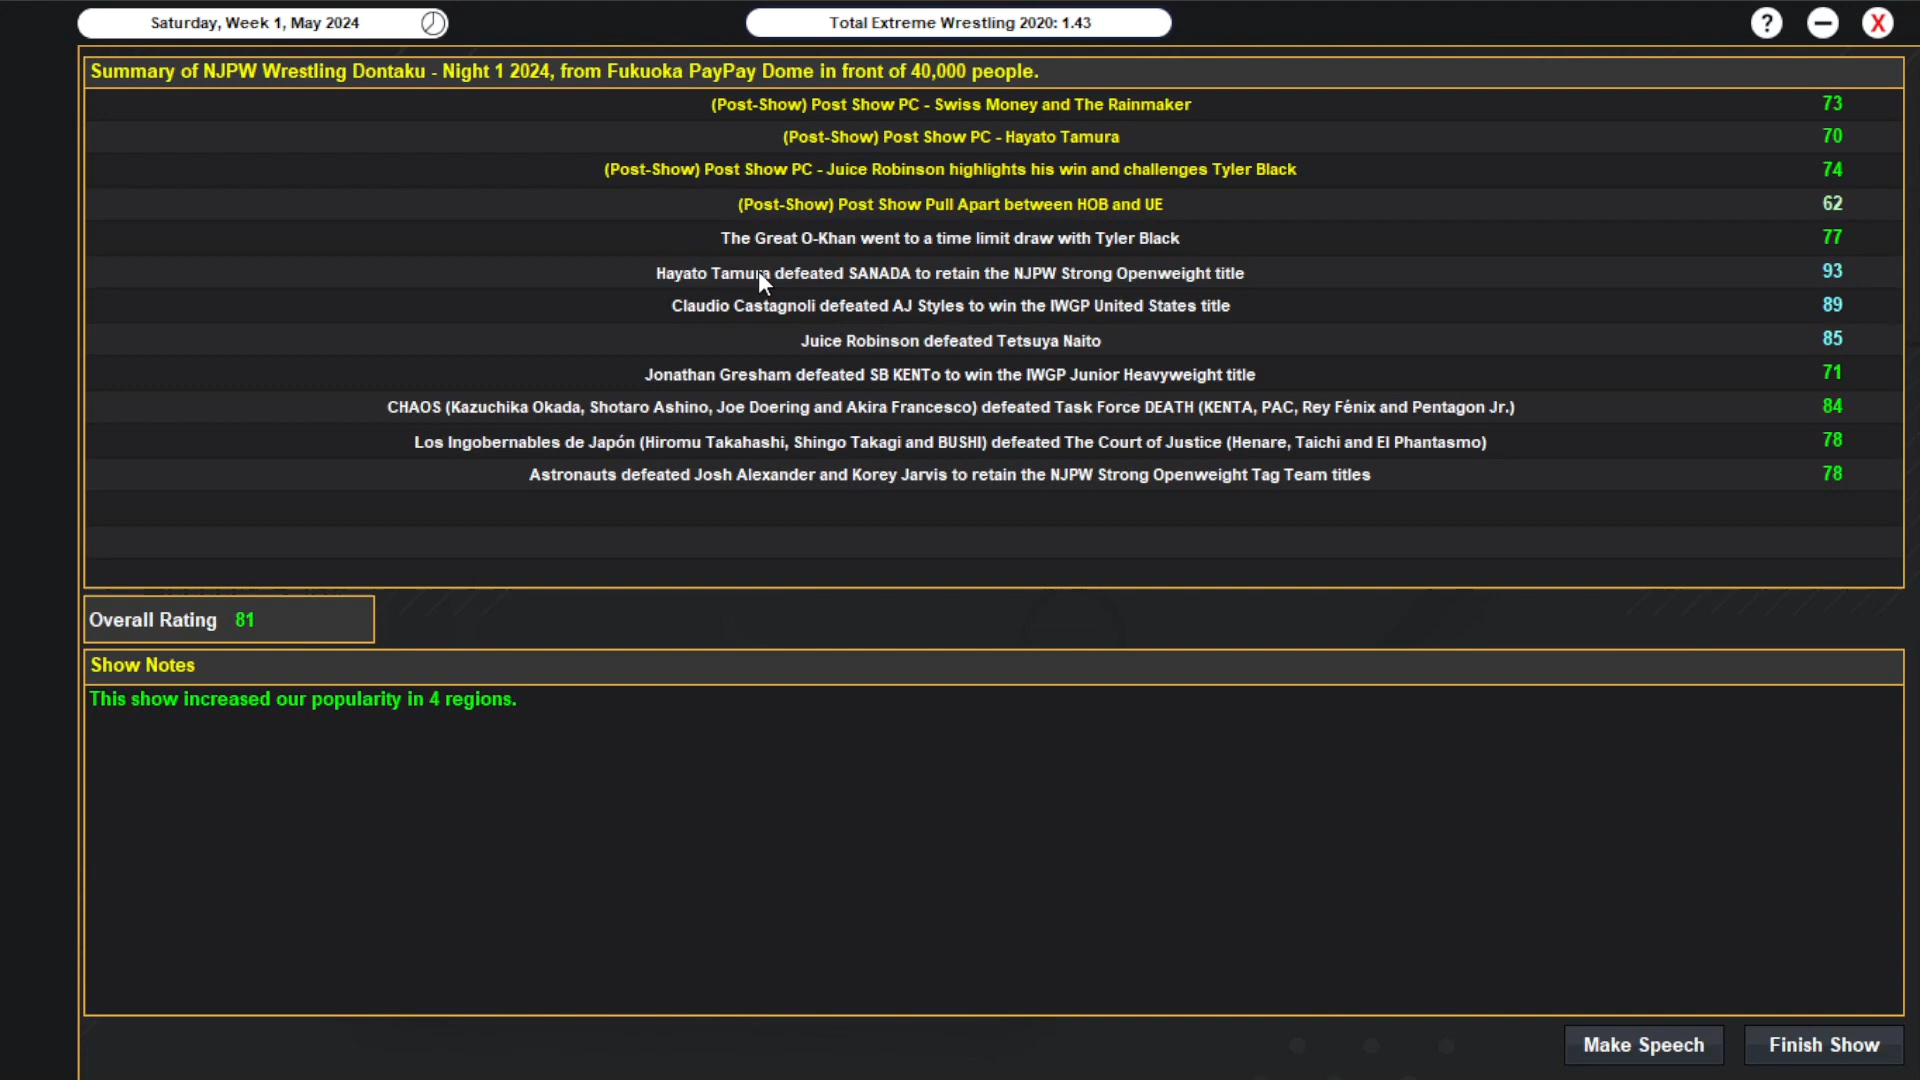 Saturday, Week 1, May 2024
Total Extreme Wrestling 2020: 1.43
?
X
Summary of NJPW Wrestling Dontaku - Night 1 2024, from Fukuoka PayPay Dome in front of 40,000 people.
(Post-Show) Post Show PC - Swiss Money and The Rainmaker 73
(Post-Show) Post Show PC - Hayato Tamura 70
(Post-Show) Post Show PC - Juice Robinson highlights his win and challenges Tyler Black 74
(Post-Show) Post Show Pull Apart between HOB and UE 62
The Great O-Khan went to a time limit draw with Tyler Black 77
Hayato Tamura defeated SANADA to retain the NJPW Strong Openweight title 93
Claudio Castagnoli defeated AJ Styles to win the IWGP United States title 89
Juice Robinson defeated Tetsuya Naito 85
Jonathan Gresham defeated SB KENTo to win the IWGP Junior Heavyweight title 71
CHAOS (Kazuchika Okada, Shotaro Ashino, Joe Doering and Akira Francesco) defeated Task Force DEATH (KENTA, PAC, Rey Fénix and Pentagon Jr.) 84
Los Ingobernables de Japón (Hiromu Takahashi, Shingo Takagi and BUSHI) defeated The Court of Justice (Henare, Taichi and El Phantasmo) 78
Astronauts defeated Josh Alexander and Korey Jarvis to retain the NJPW Strong Openweight Tag Team titles 78
Overall Rating 81
Show Notes
This show increased our popularity in 4 regions.
Make Speech
Finish Show